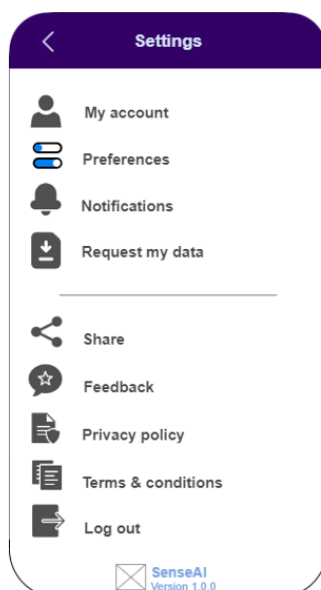 Settings
My account
Preferences
Notifications
Request my data
Share
Feedback
Privacy policy
Terms & conditions
Log out
SenseAI
Version 1.0.0